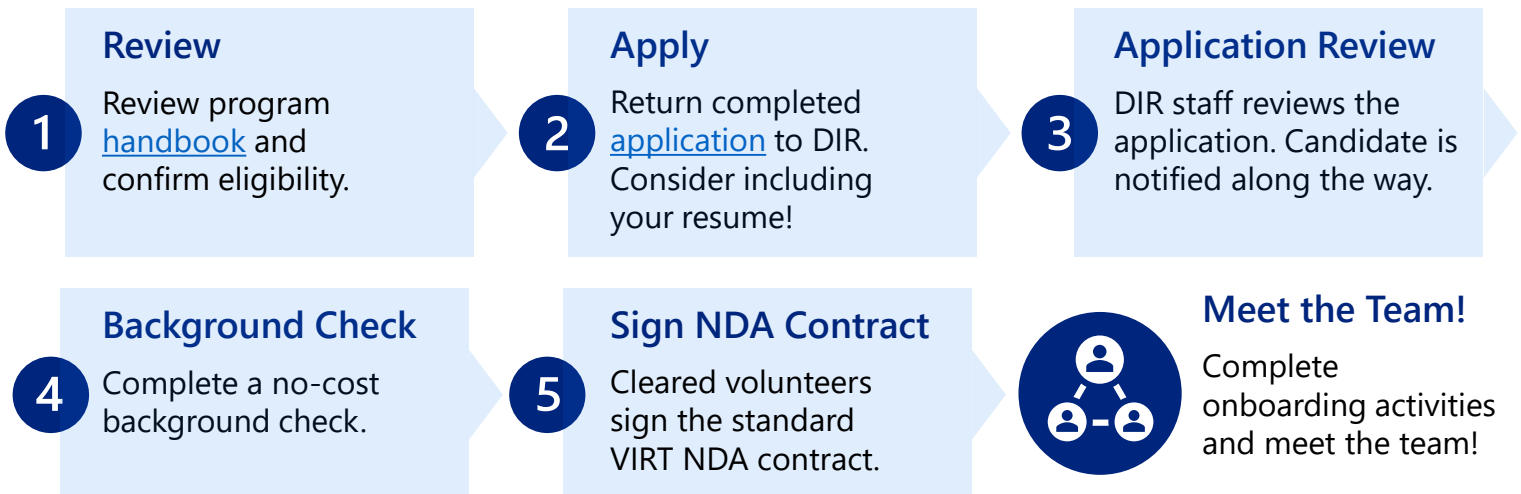 1
Review
Review program
handbook and
confirm eligibility.
2
Apply
Return completed
application to DIR.
Consider including
your resume!
3
Application Review
DIR staff reviews the
application. Candidate is
notified along the way.
4
Background Check
Complete a no-cost
background check.
5
Sign NDA Contract
Cleared volunteers
sign the standard
VIRT NDA contract.
Meet the Team!
Complete
onboarding activities
and meet the team!